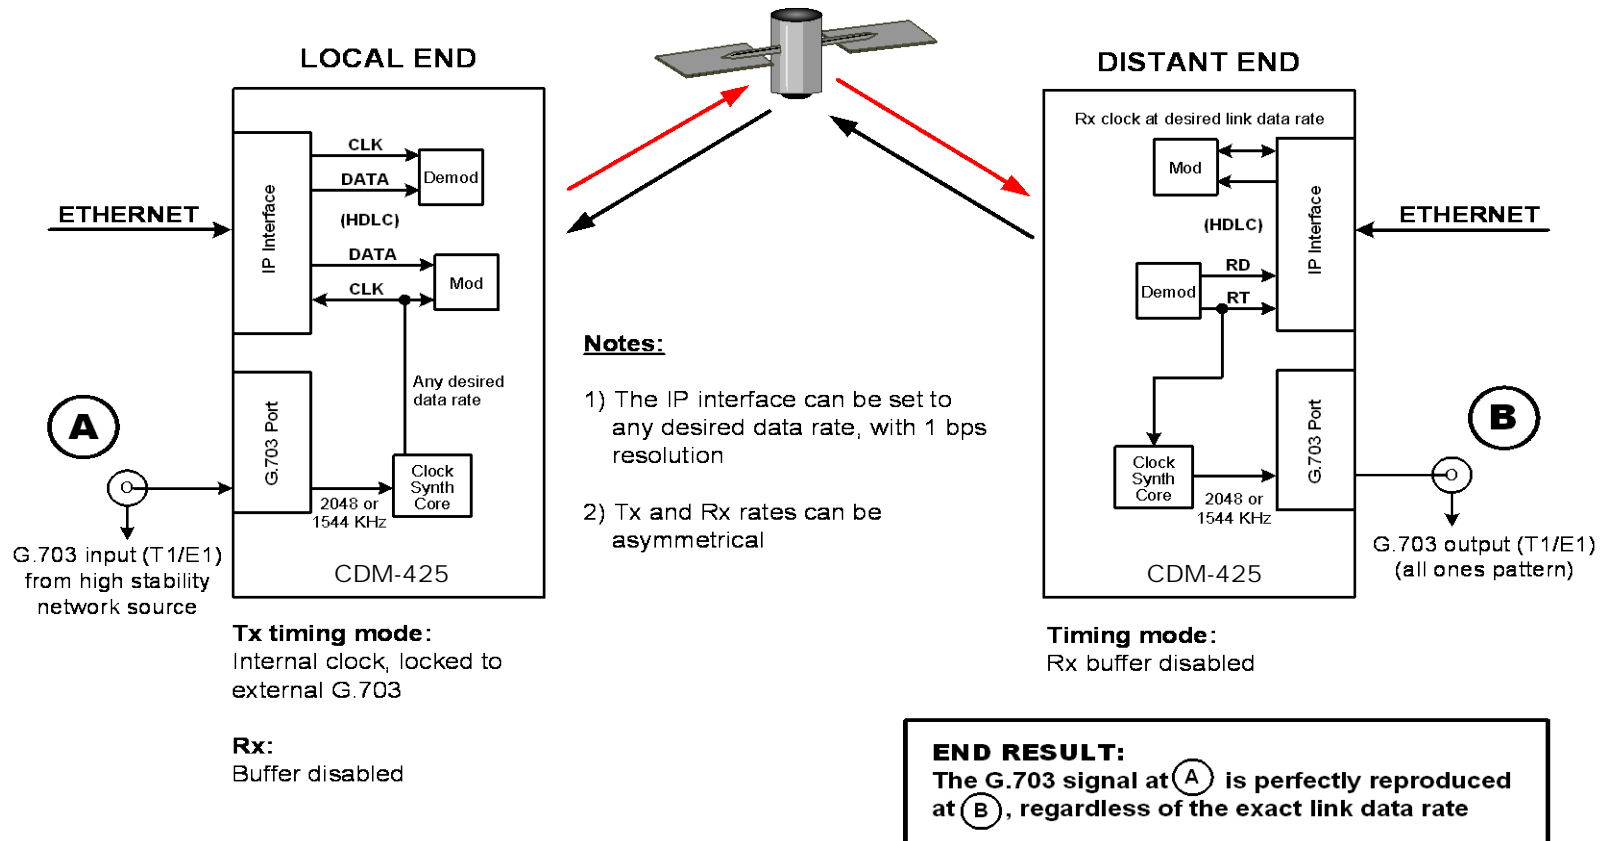 LOCAL END
CLK
Demod
DATA
(HDLC)
IP Interface
ETHERNET
DATA
CLK
Mod
Any desired
data rate
A
G.703 Port
Clock
Synth
Core
2048 or
1544 KHz
G.703 input (T1/E1)
from high stability
network source
CDM-425
Tx timing mode:
Internal clock, locked to
external G.703
Rx:
Buffer disabled
Notes:
1) The IP interface can be set to
any desired data rate, with 1 bps
resolution
2) Tx and Rx rates can be
asymmetrical
DISTANT END
Rx clock at desired link data rate
Mod
(HDLC)
IP Interface
ETHERNET
RD
Demod
RT
G.703 Port
B
Clock
Synth
Core
2048 or
1544 KHz
G.703 output (T1/E1)
(all ones pattern)
CDM-425
Timing mode:
Rx buffer disabled
END RESULT:
The G.703 signal at A is perfectly reproduced
at B, regardless of the exact link data rate